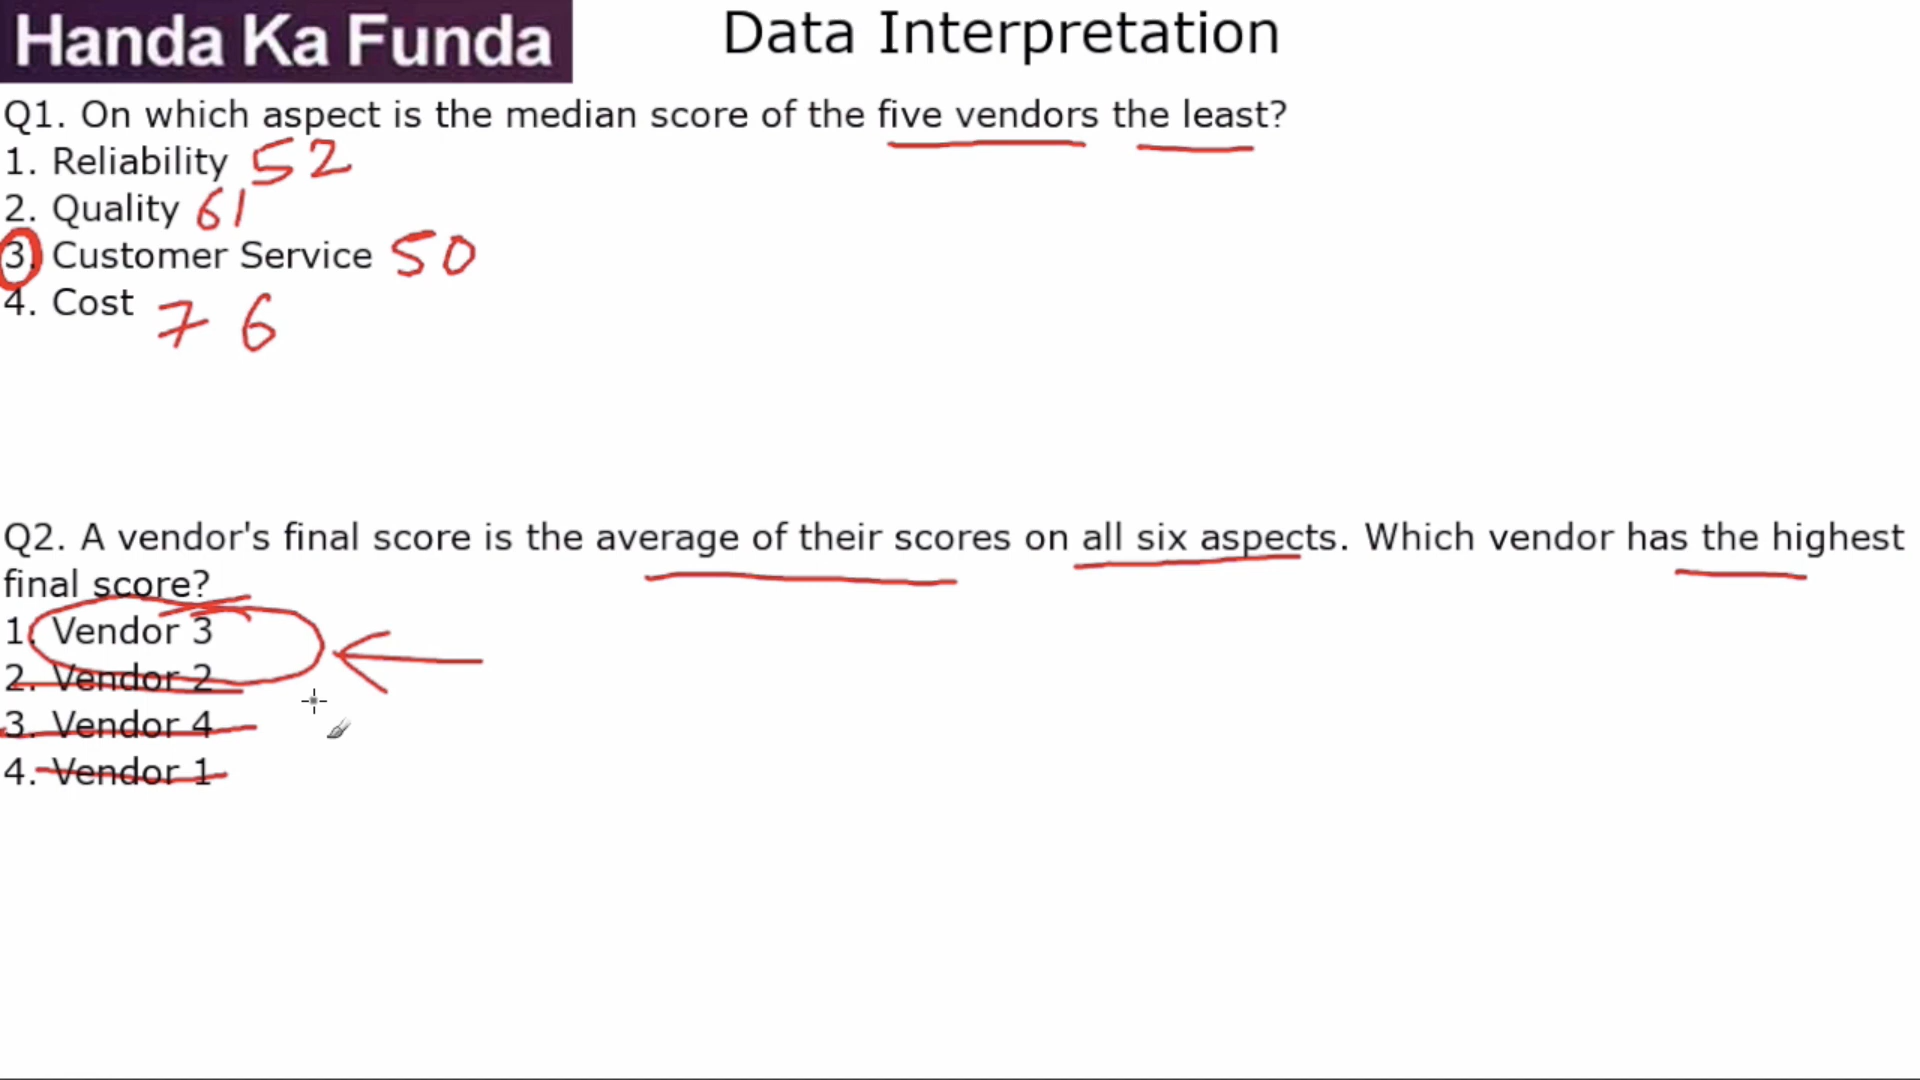 Handa Ka Funda
Data Interpretation
Q1. On which aspect is the median score of the five vendors the least?
1. Reliability 52
2. Quality 61
3. Customer Service 50
4. Cost 76
Q2. A vendor's final score is the average of their scores on all six aspects. Which vendor has the highest
final score?
1. Vendor 3
2. Vendor 2
3. Vendor 4
4. Vendor 1